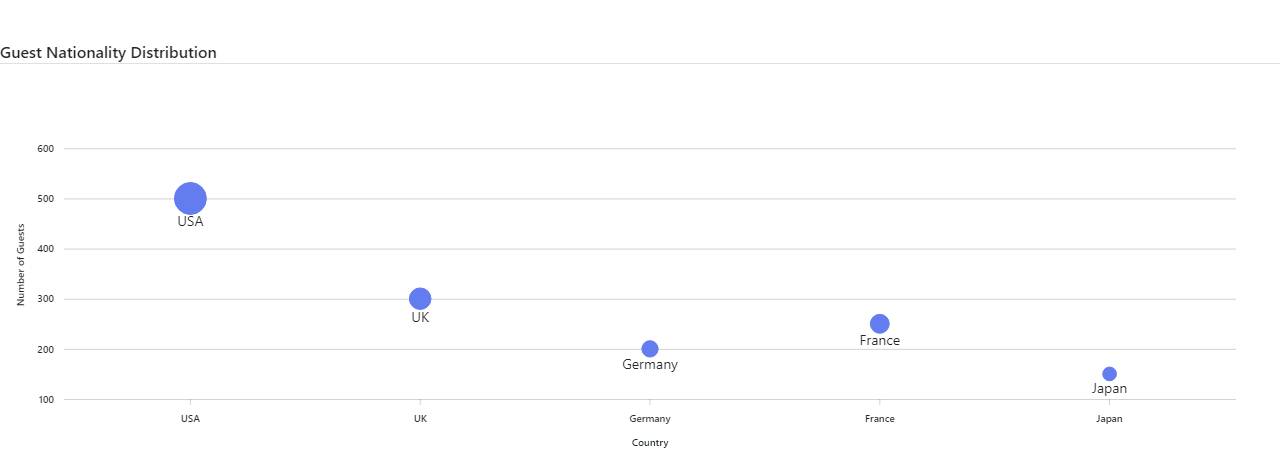 Guest Nationality Distribution
600
500
400
300
200
100
Number of Guests
USA
UK
Germany
France
Japan
USA
UK
Germany
France
Japan
Country